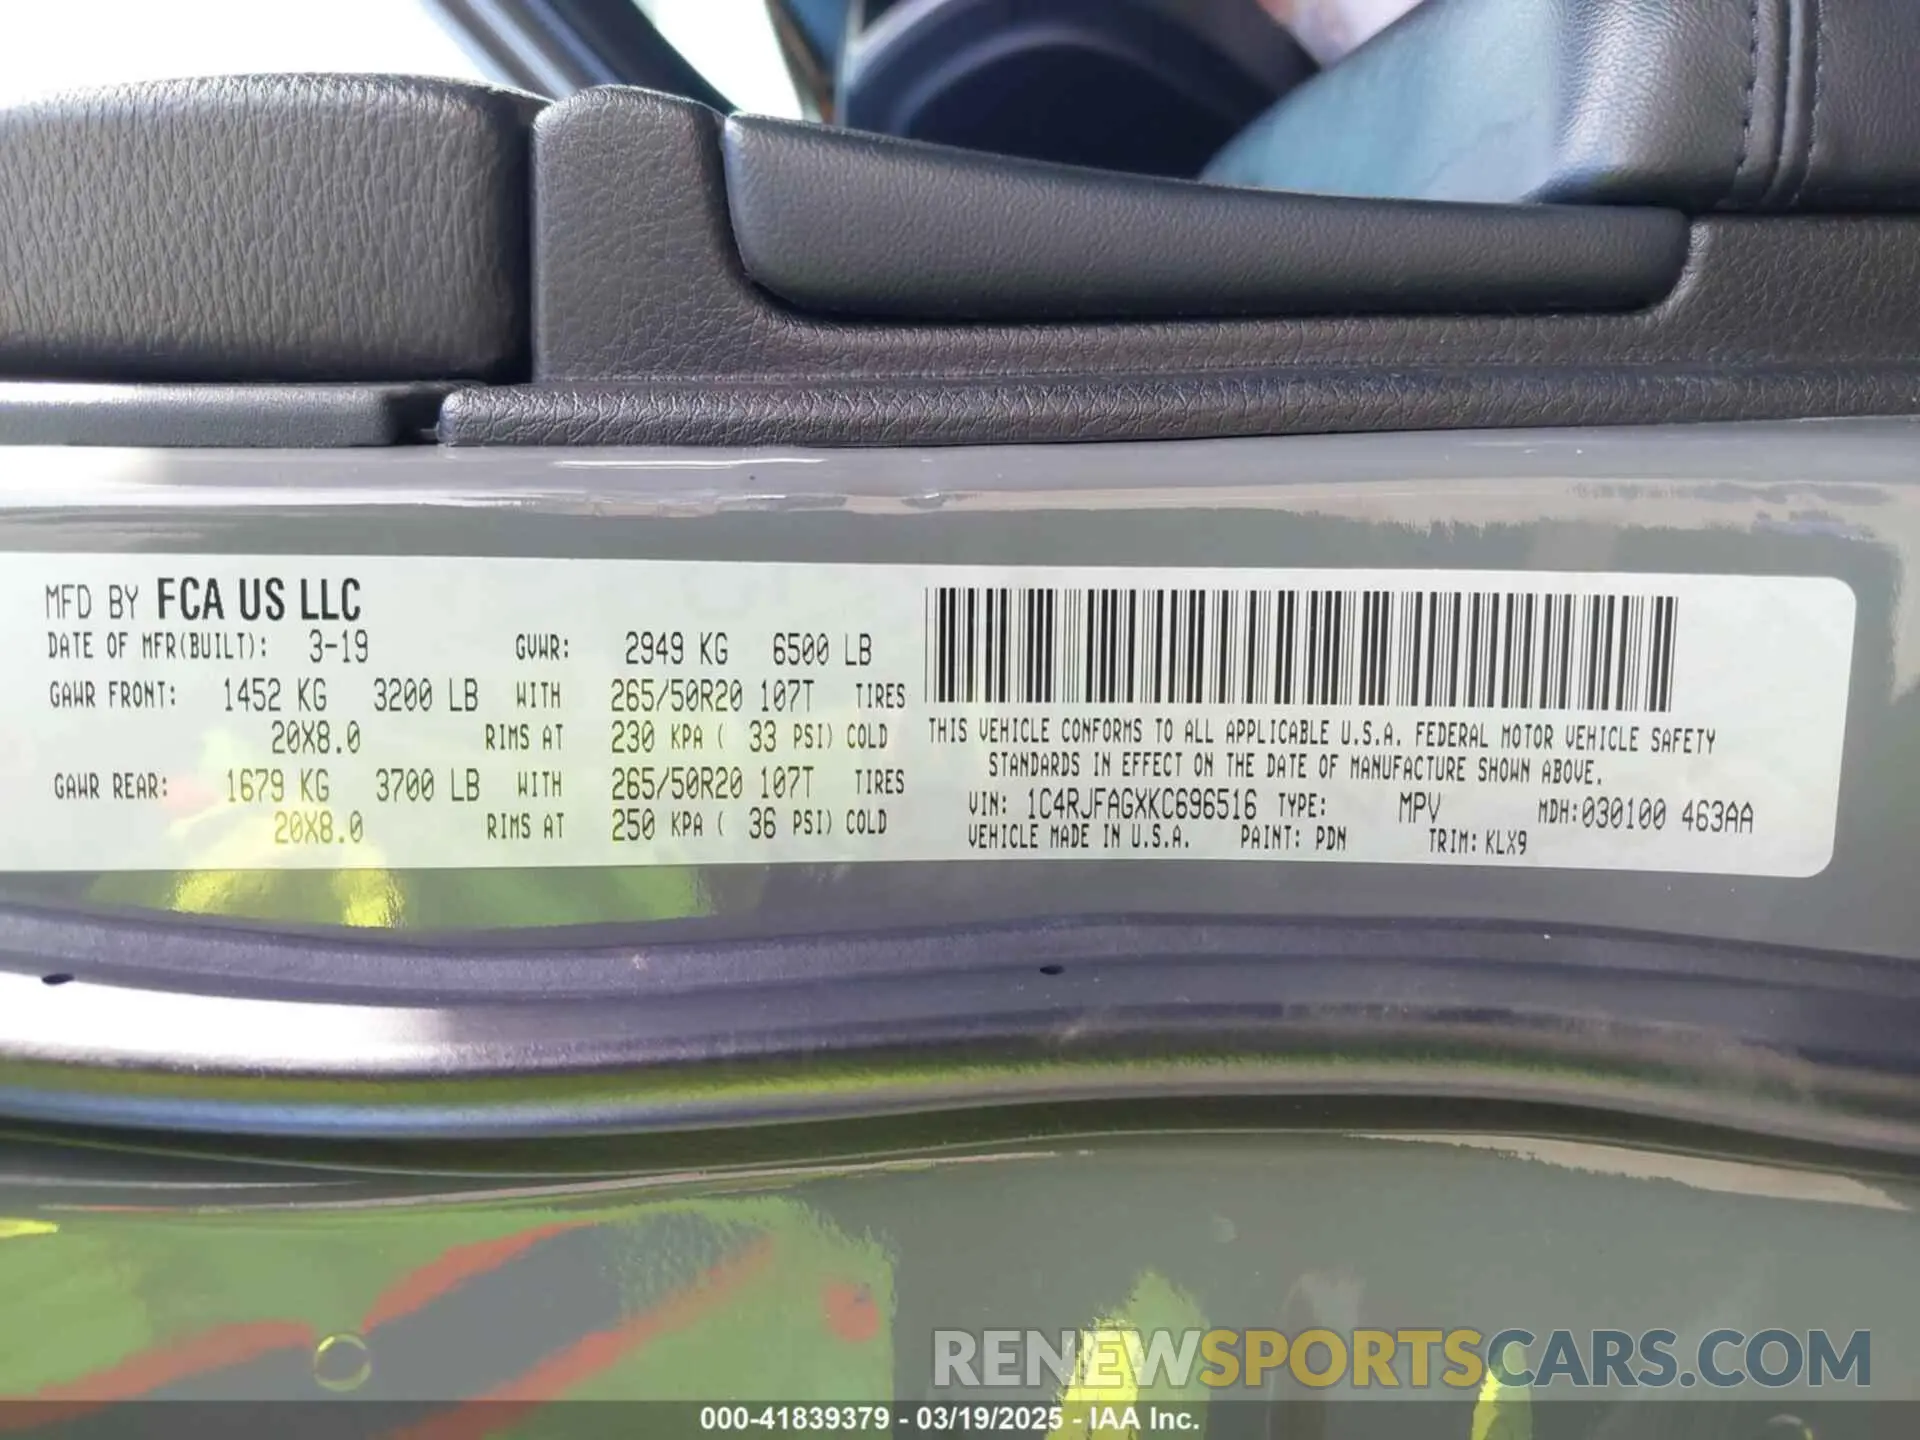 MFD BY FCA US LLC
DATE OF MFR(BUILT): 3-19 GVWR: 2949 KG 6500 LB
GAWR FRONT: 1452 KG 3200 LB WITH 265/50R20 107T TIRES
20X8.0 RIMS AT 230 KPA ( 33 PSI) COLD
GAWR REAR: 1679 KG 3700 LB WITH 265/50R20 107T TIRES
20X8.0 RIMS AT 250 KPA ( 36 PSI) COLD
THIS VEHICLE CONFORMS TO ALL APPLICABLE U.S.A. FEDERAL MOTOR VEHICLE SAFETY
STANDARDS IN EFFECT ON THE DATE OF MANUFACTURE SHOWN ABOVE.
VIN: 1C4RJFAGXKC696516 TYPE: MPV MDH:030100 463AA
VEHICLE MADE IN U.S.A. PAINT: PDN TRIM: KLX9
RENEWSPORTSCARS.COM
000-41839379 - 03/19/2025 - IAA Inc.